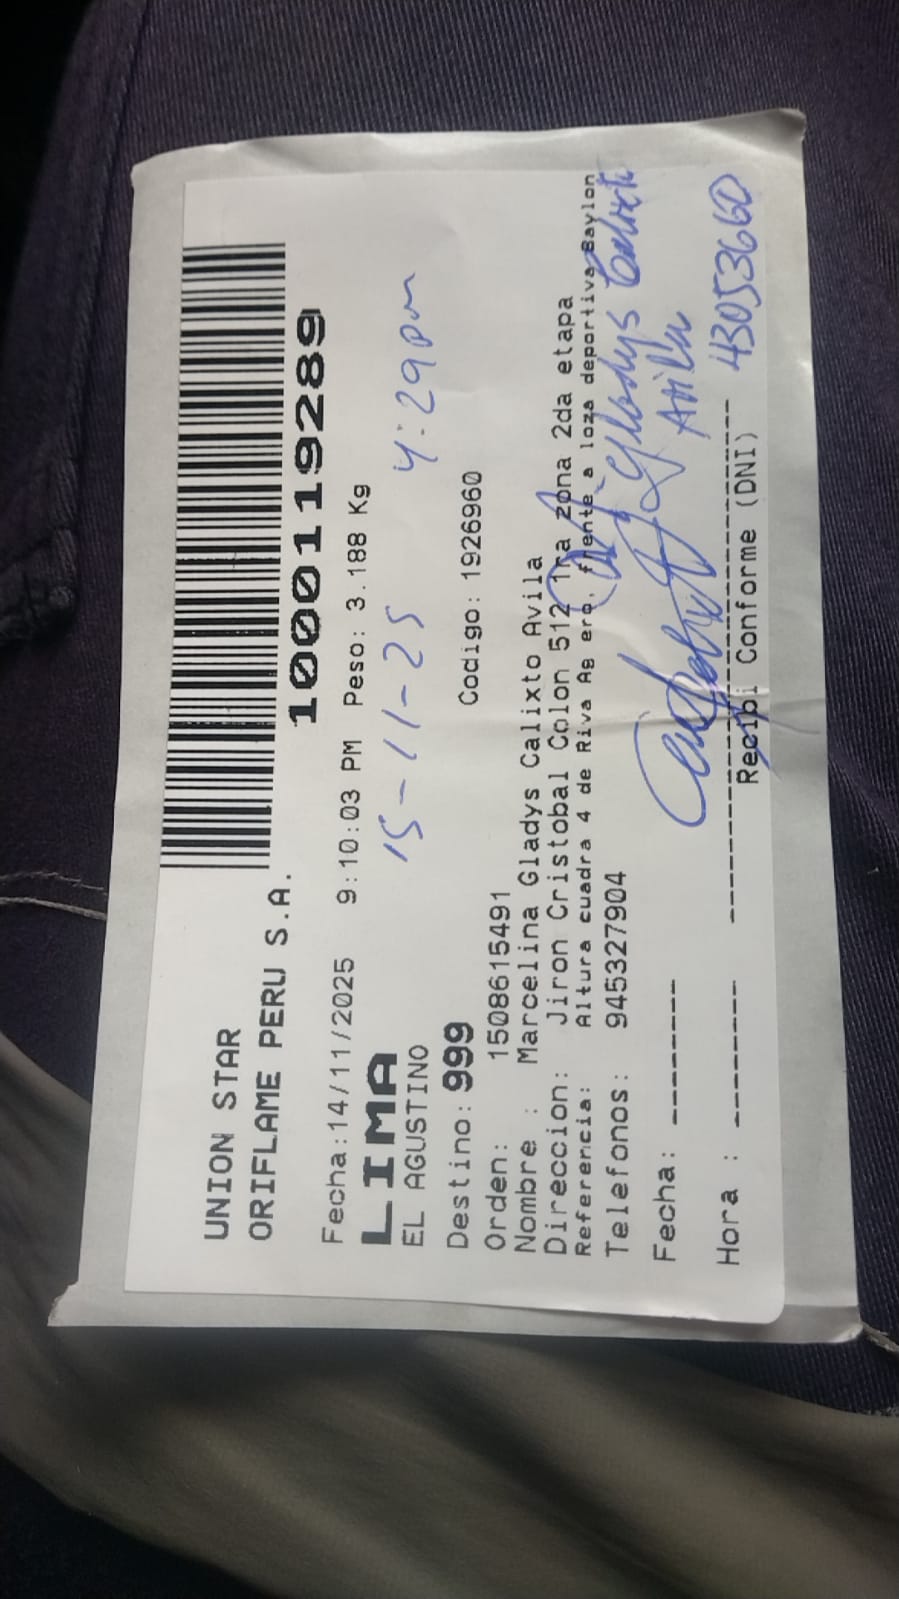 UNION STAR
ORIFLAME PERU S.A.
1000119289
Fecha:14/11/2025 9:10:03 PM Peso: 3.188 Kg
LIMA
15-11-25 4:29pm
EL AGUSTINO
Destino: 999 Codigo: 1926960
Orden: 1508615491
Nombre : Marcelina Gladys Calixto Avila
Direccion: Jiron Cristobal Colon 512 1ra zona 2da etapa
Referencia: Altura cuadra 4 de Riva Ag ero, frente a loza deportiva Baylon
Telefonos: 945327904
Gladys Calixto
Avila
Fecha: -------
43053660
Hora : -------
Recibi Conforme (DNI)